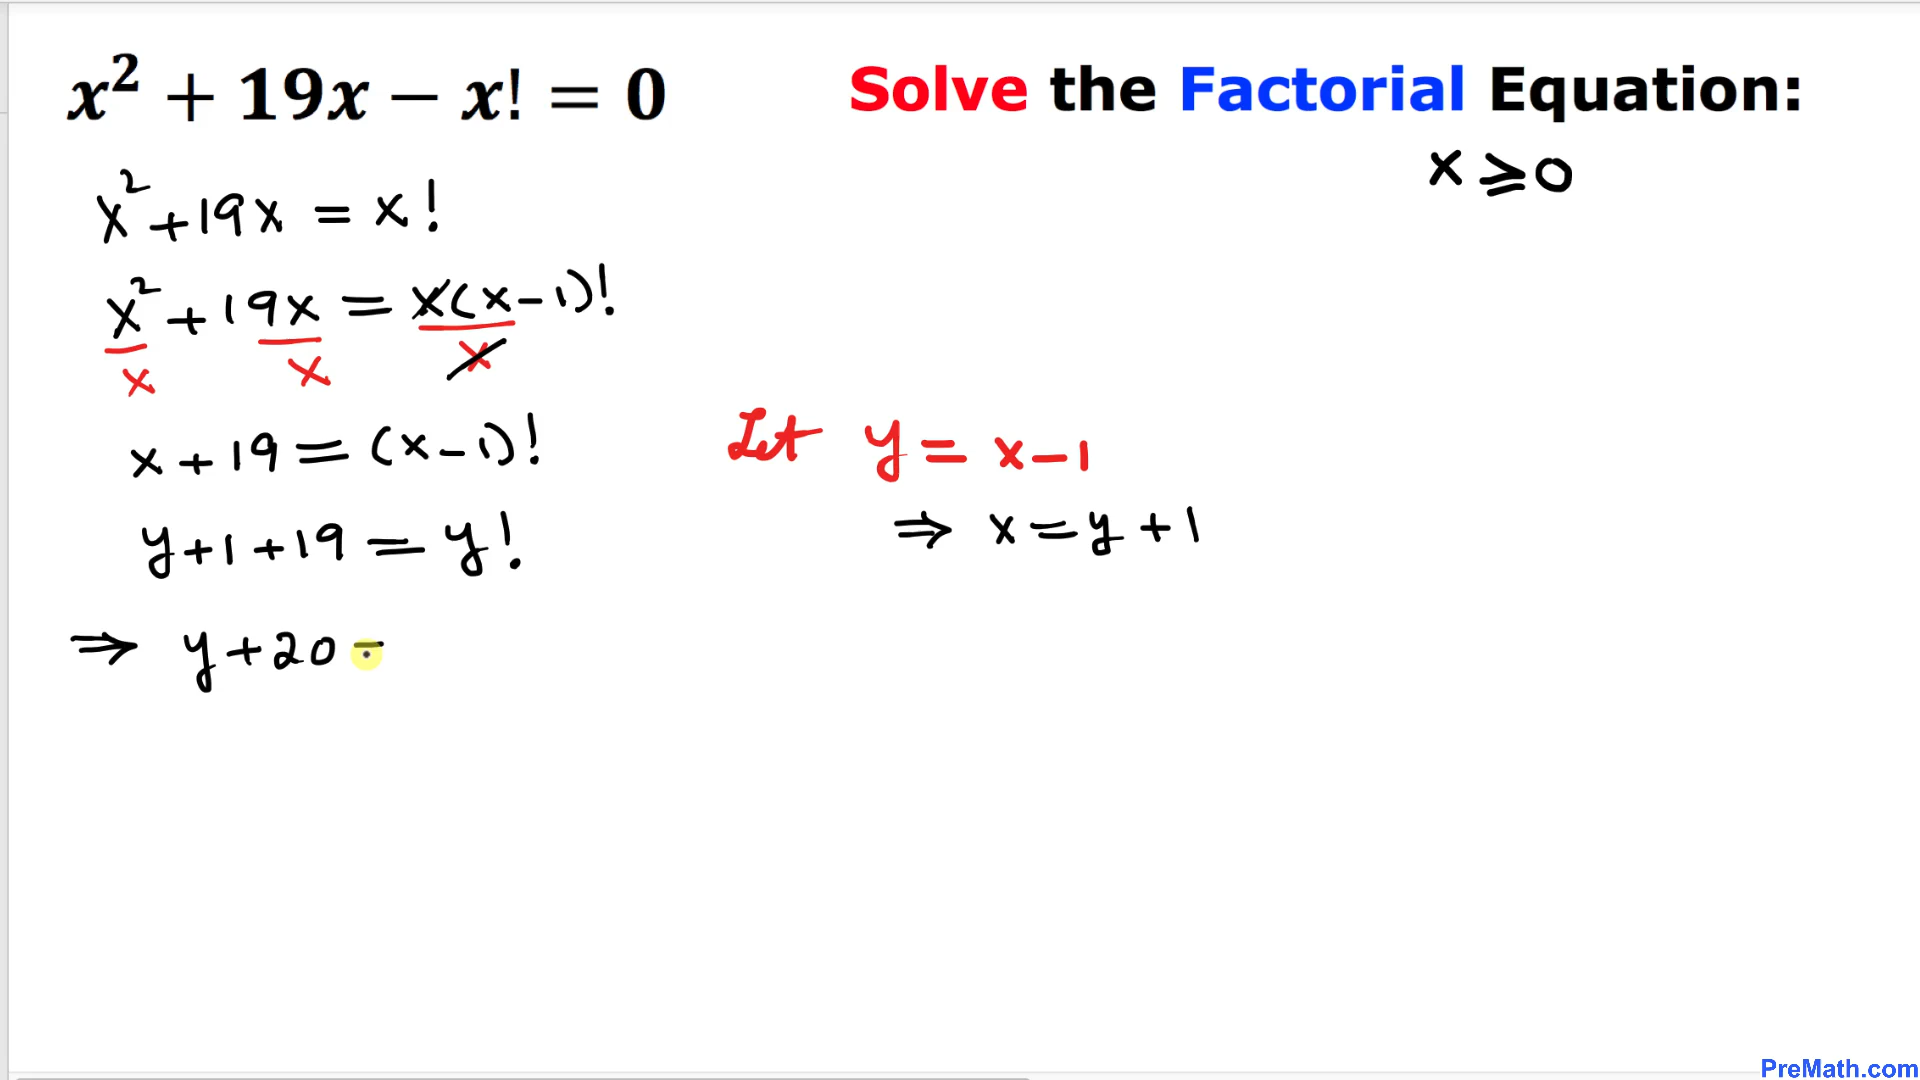 x² + 19x − x! = 0
Solve the Factorial Equation:
x ⩾ 0
x² + 19x = x!
x² + 19x = x(x − 1)!
x x x
x + 19 = (x − 1)!
Let y = x − 1
y + 1 + 19 = y!
⇒ x = y + 1
⇒ y + 20 =
PreMath.com